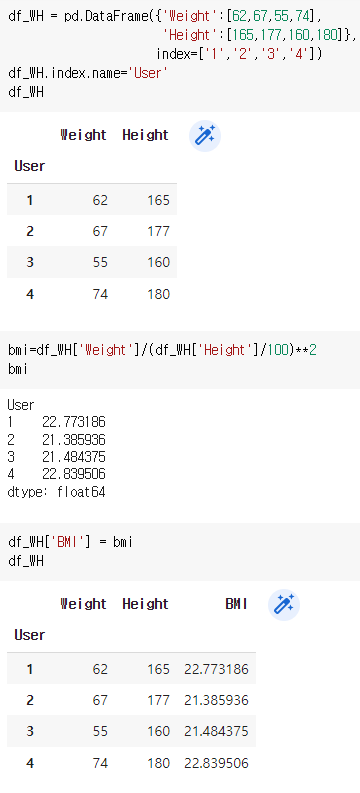 df_WH = pd.DataFrame({'Weight':[62,67,55,74],
'Height':[165,177,160,180]},
index=['1','2','3','4'])
df_WH.index.name='User'
df_WH
Weight Height
User
1 62 165
2 67 177
3 55 160
4 74 180
bmi=df_WH['Weight']/(df_WH['Height']/100)**2
bmi
User
1 22.773186
2 21.385936
3 21.484375
4 22.839506
dtype: float64
df_WH['BMI'] = bmi
df_WH
Weight Height BMI
User
1 62 165 22.773186
2 67 177 21.385936
3 55 160 21.484375
4 74 180 22.839506